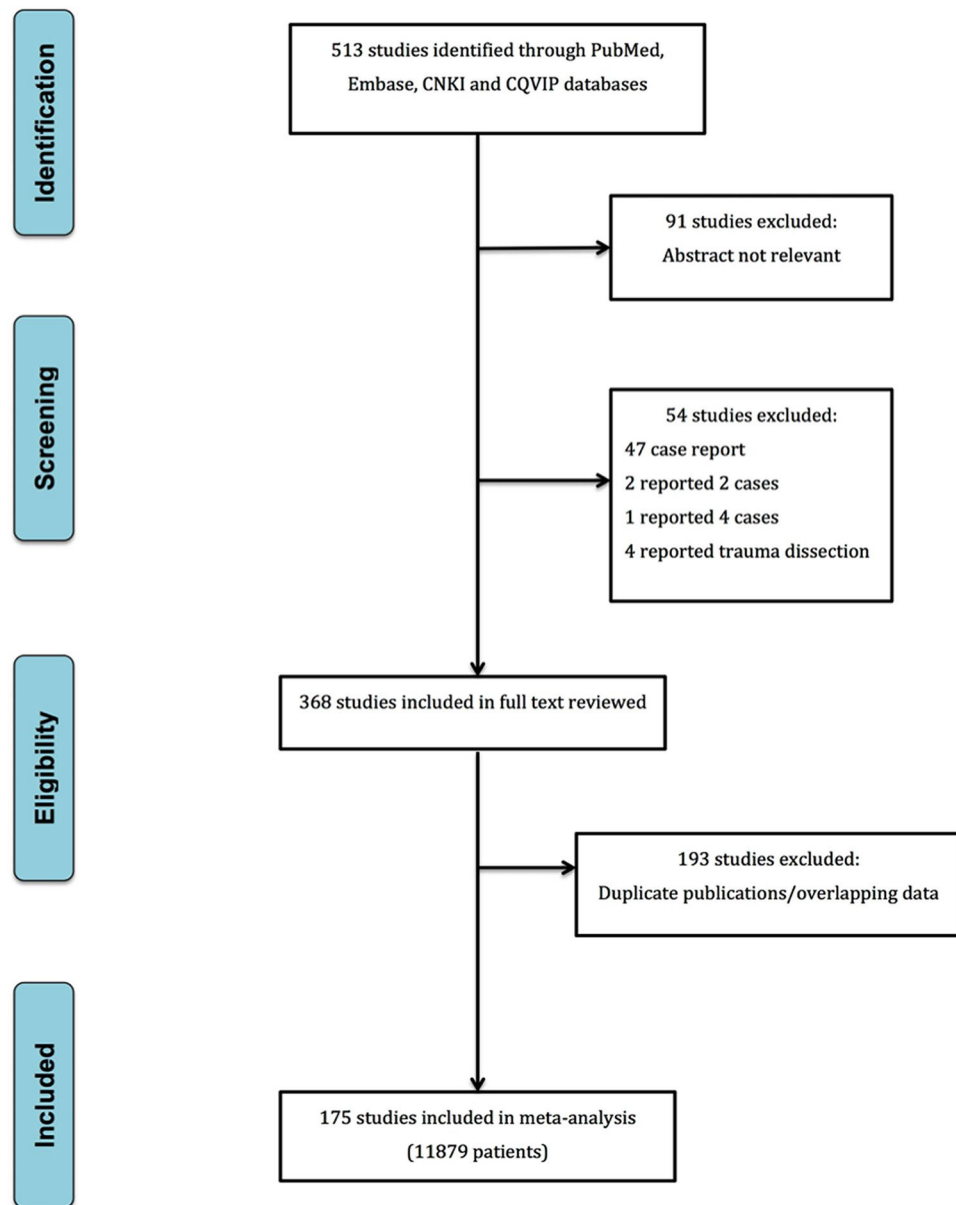 Identification
513 studies identified through PubMed,
Embase, CNKI and CQVIP databases
91 studies excluded:
Abstract not relevant
Screening
54 studies excluded:
47 case report
2 reported 2 cases
1 reported 4 cases
4 reported trauma dissection
Eligibility
368 studies included in full text reviewed
193 studies excluded:
Duplicate publications/overlapping data
Included
175 studies included in meta-analysis
(11879 patients)